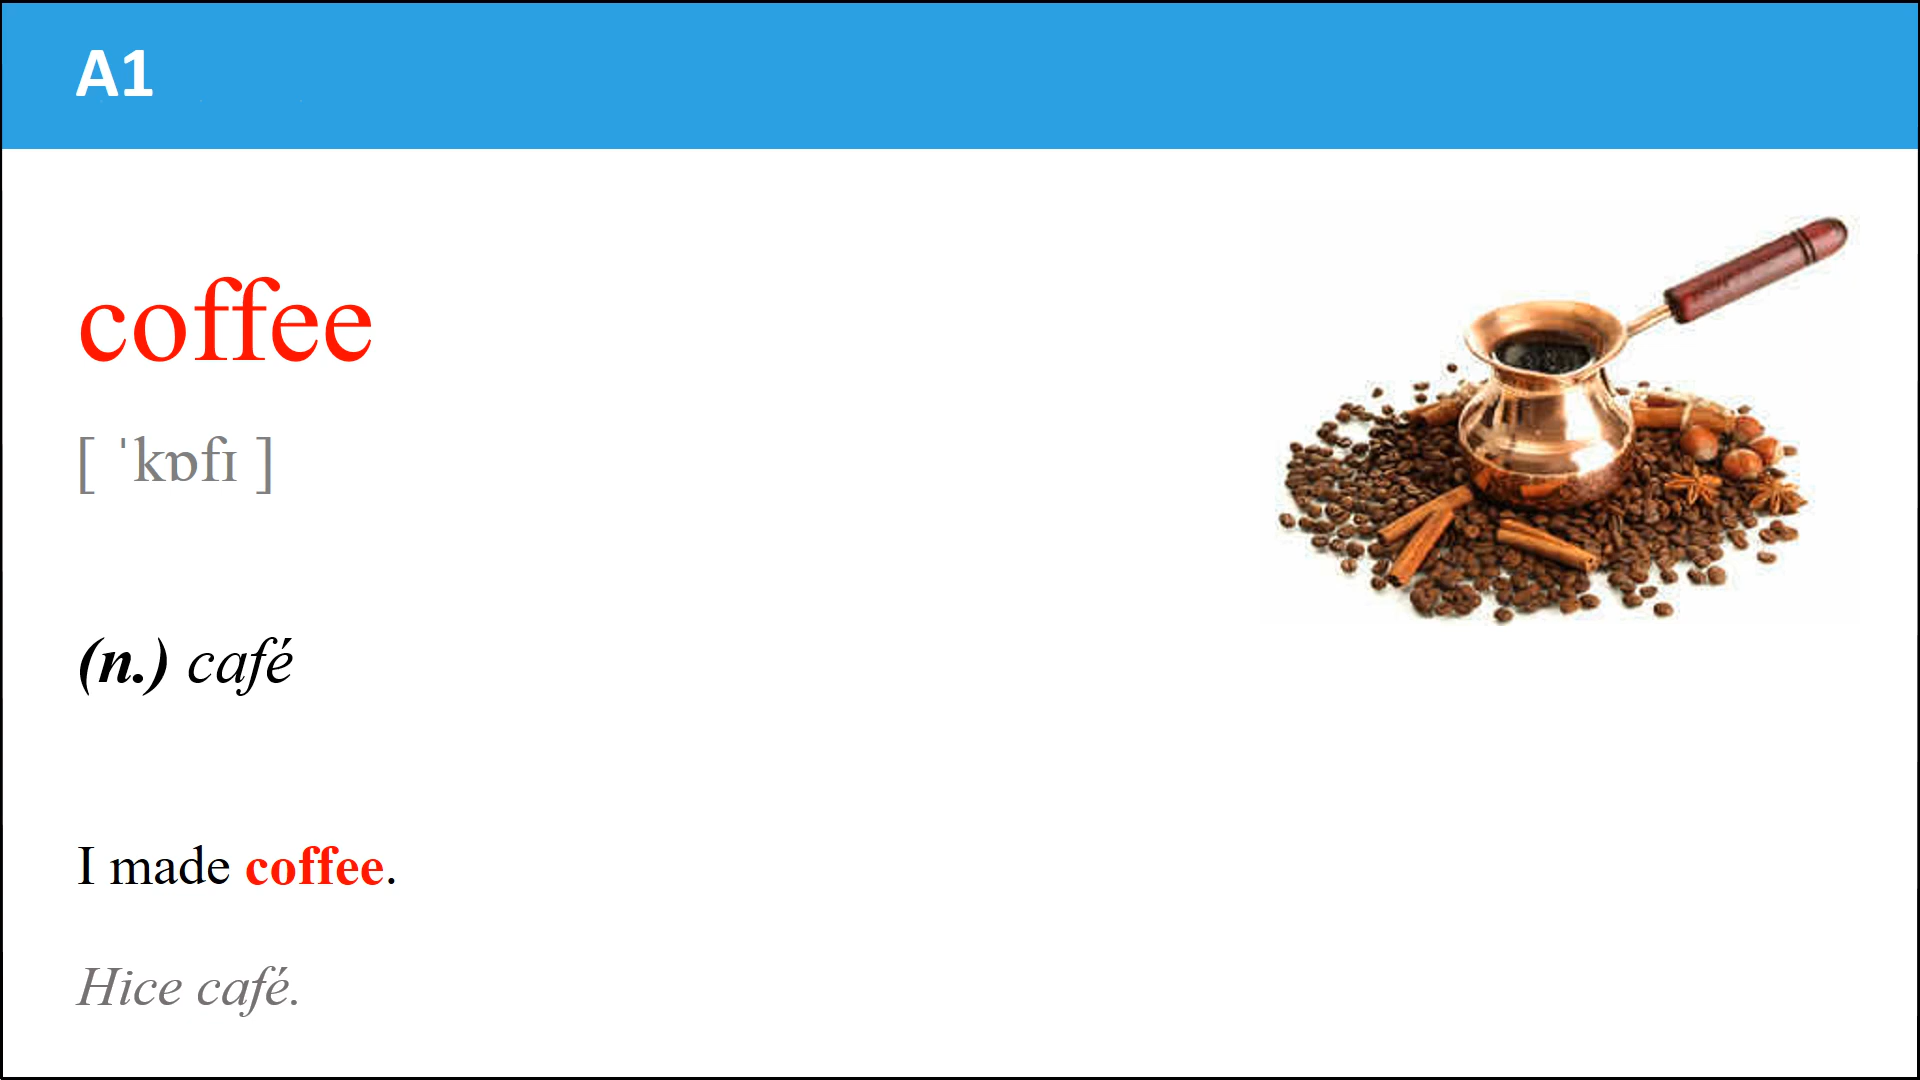 A1
coffee
[ ˈkɒfɪ ]
(n.) café
I made coffee.
Hice café.